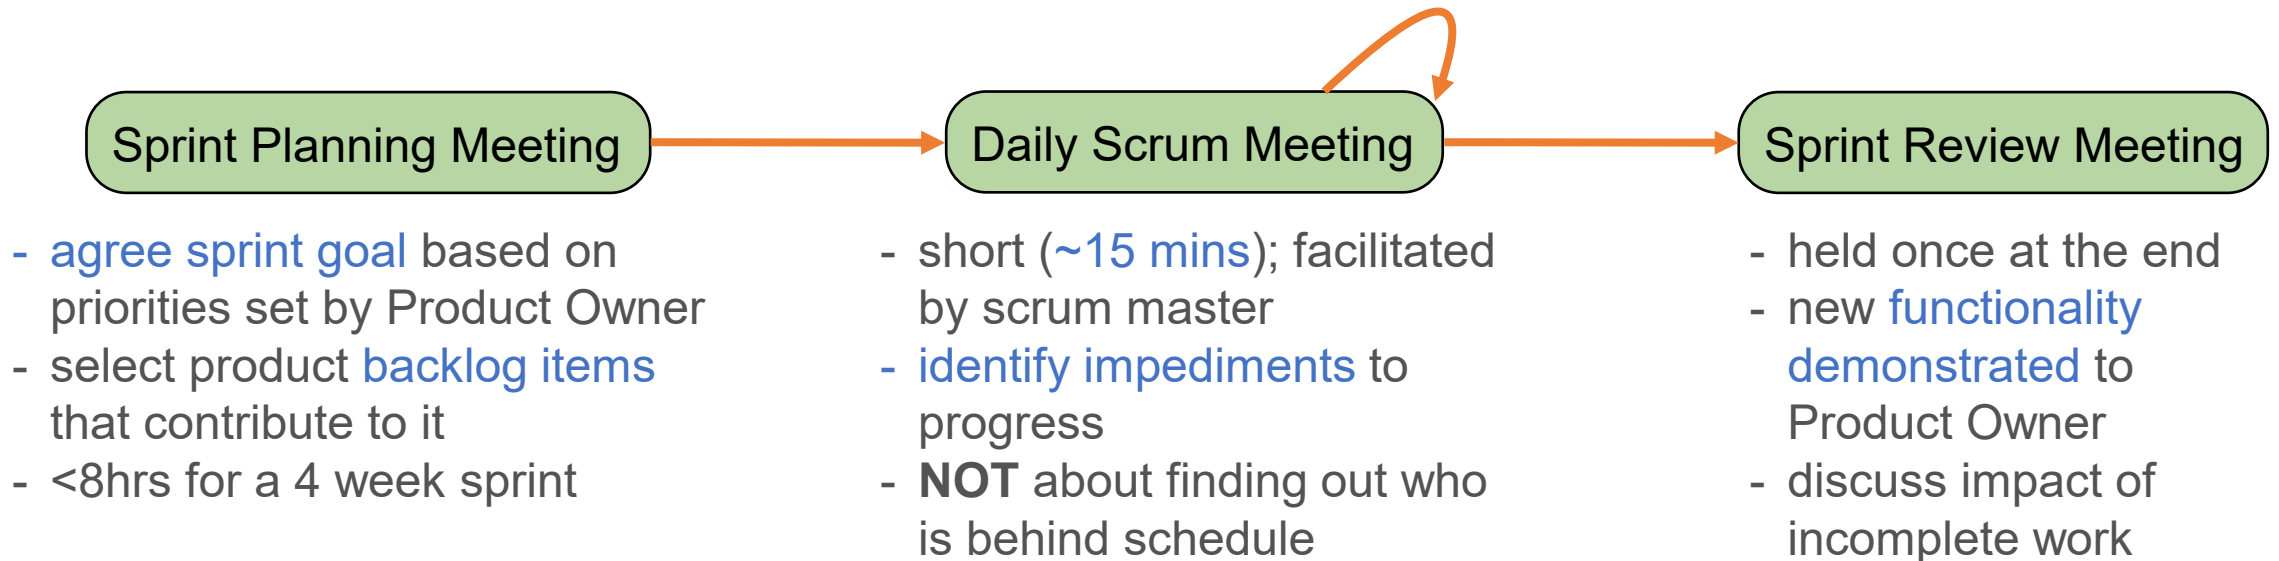 Sprint Planning Meeting
- agree sprint goal based on
priorities set by Product Owner
- select product backlog items
that contribute to it
- <8hrs for a 4 week sprint
Daily Scrum Meeting
- short (~15 mins); facilitated
by scrum master
- identify impediments to
progress
- NOT about finding out who
is behind schedule
Sprint Review Meeting
- held once at the end
- new functionality
demonstrated to
Product Owner
- discuss impact of
incomplete work